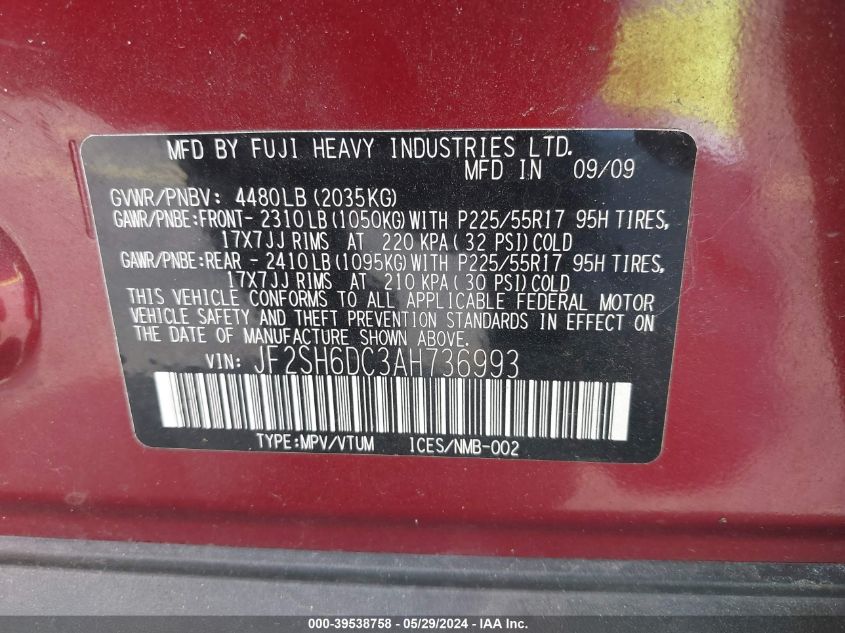 MFD BY FUJI HEAVY INDUSTRIES LTD.
MFD IN 09/09
GVWR/PNBV: 4480LB (2035KG)
GAWR/PNBE:FRONT- 2310LB (1050KG) WITH P225/55R17 95H TIRES,
17X7JJ RIMS AT 220 KPA ( 32 PSI) COLD
GAWR/PNBE:REAR - 2410LB (1095KG) WITH P225/55R17 95H TIRES,
17X7JJ RIMS AT 210 KPA ( 30 PSI) COLD
THIS VEHICLE CONFORMS TO ALL APPLICABLE FEDERAL MOTOR
VEHICLE SAFETY AND THEFT PREVENTION STANDARDS IN EFFECT ON
THE DATE OF MANUFACTURE SHOWN ABOVE.
VIN: JF2SH6DC3AH736993
TYPE:MPV/VTUM ICES/NMB-002
000-39538758 - 05/29/2024 - IAA Inc.